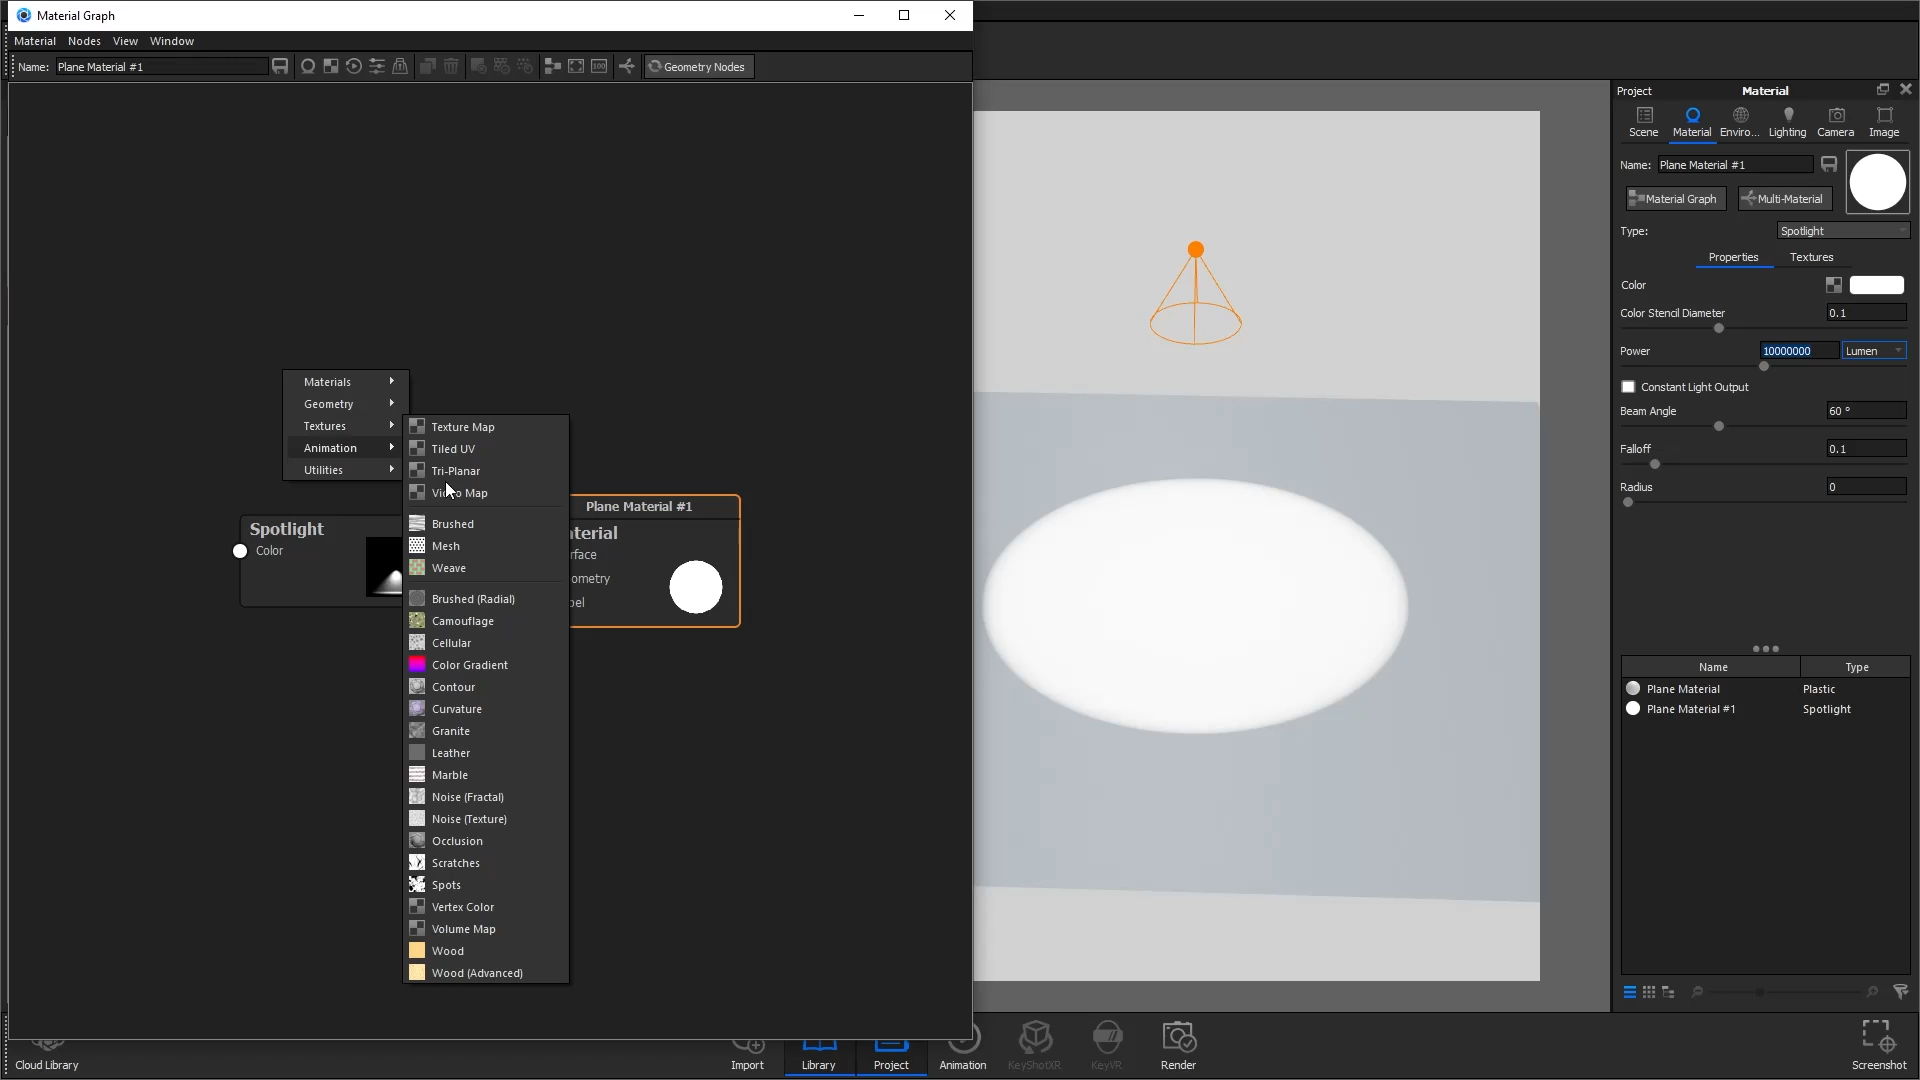 Material Graph
Material Nodes View Window
Name: Plane Material #1 Geometry Nodes
Materials
Geometry
Textures
Animation
Utilities
Texture Map
Tiled UV
Tri-Planar
Map
Brushed
Mesh
Weave
Brushed (Radial)
Camouflage
Cellular
Color Gradient
Contour
Curvature
Granite
Leather
Marble
Noise (Fractal)
Noise (Texture)
Occlusion
Scratches
Spots
Vertex Color
Volume Map
Wood
Wood (Advanced)
Spotlight
Color
Plane Material #1
aterial
rface
ometry
bel
Project Material
Scene Material Enviro... Lighting Camera Image
Name: Plane Material #1
Material Graph Multi-Material
Type: Spotlight
Properties Textures
Color
Color Stencil Diameter 0.1
Power 10000000 Lumen
Constant Light Output
Beam Angle 60 °
Falloff 0.1
Radius 0
Name Type
Plane Material Plastic
Plane Material #1 Spotlight
Cloud Library Import Library Project Animation KeyShotXR KeyVR Render Screenshot